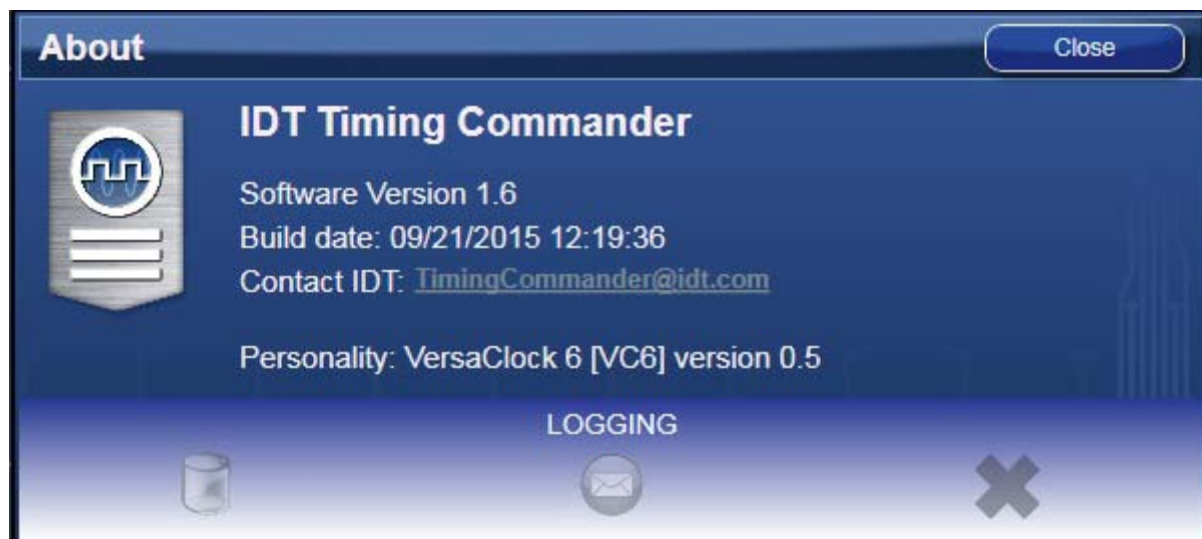 About
Close
IDT Timing Commander
Software Version 1.6
Build date: 09/21/2015 12:19:36
Contact IDT: TimingCommander@idt.com
Personality: VersaClock 6 [VC6] version 0.5
LOGGING